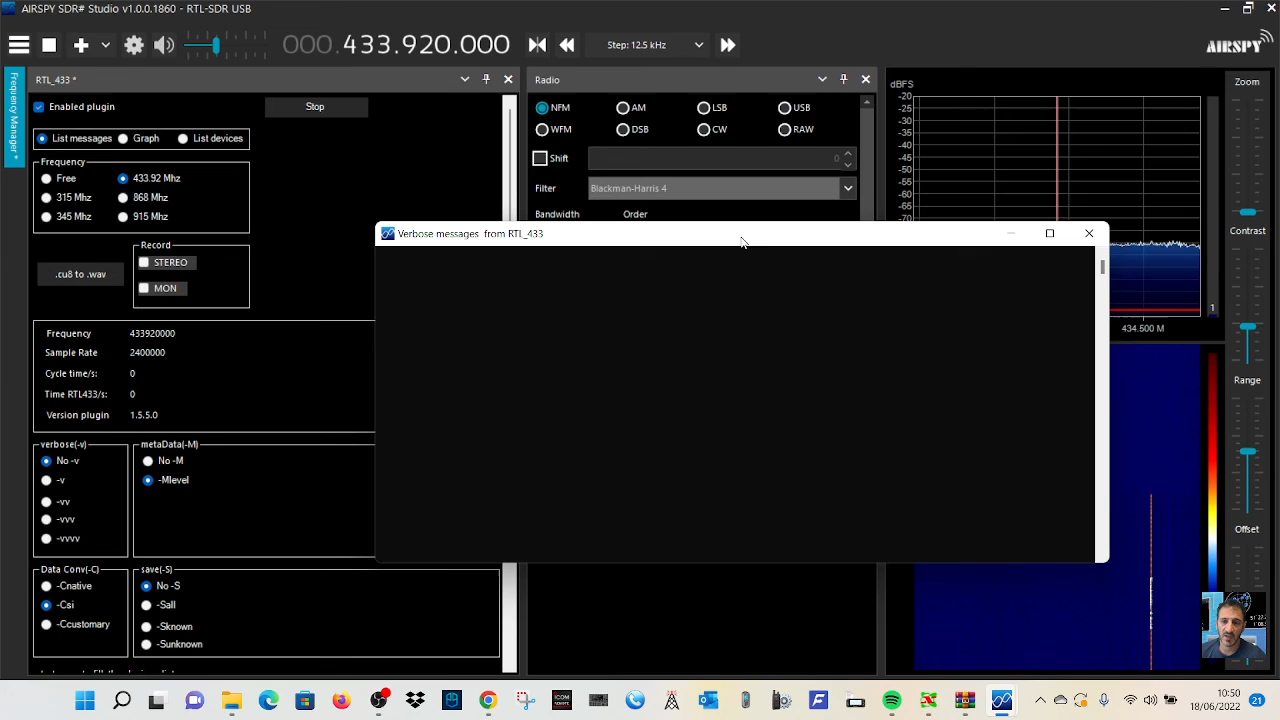 AIRSPY SDR# Studio v1.0.0.1860 - RTL-SDR USB
000.433.920.000
Step: 12.5 kHz
AIRSPY
Frequency Manager *
RTL_433 *
Enabled plugin
Stop
List messages
Graph
List devices
Frequency
Free
433.92 Mhz
315 Mhz
868 Mhz
345 Mhz
915 Mhz
Record
.cu8 to .wav
STEREO
MON
Frequency 433920000
Sample Rate 2400000
Cycle time/s: 0
Time RTL433/s: 0
Version plugin 1.5.5.0
verbose(-v)
No -v
-v
-vv
-vvv
-vvvv
metaData(-M)
No -M
-Mlevel
Data Conv(-C)
-Cnative
-Csi
-Ccustomary
save(-S)
No -S
-Sall
-Sknown
-Sunknown
Radio
NFM
AM
LSB
USB
WFM
DSB
CW
RAW
Shift
0
Filter
Blackman-Harris 4
Bandwidth
Order
Verbose messages from RTL_433
dBFS
-20
-25
-30
-35
-40
-45
-50
-55
-60
-65
-70
434.500 M
1
Zoom
Contrast
Range
Offset
10:50
18/06/2022
21